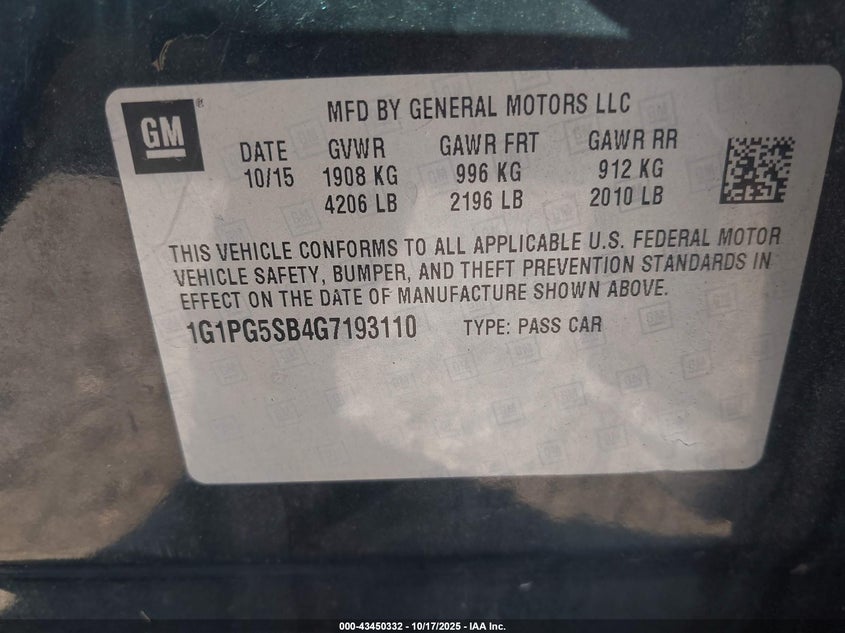 GM
MFD BY GENERAL MOTORS LLC
DATE GVWR GAWR FRT GAWR RR
10/15 1908 KG 996 KG 912 KG
4206 LB 2196 LB 2010 LB
THIS VEHICLE CONFORMS TO ALL APPLICABLE U.S. FEDERAL MOTOR
VEHICLE SAFETY, BUMPER, AND THEFT PREVENTION STANDARDS IN
EFFECT ON THE DATE OF MANUFACTURE SHOWN ABOVE.
1G1PG5SB4G7193110 TYPE: PASS CAR
000-43450332 - 10/17/2025 - IAA Inc.